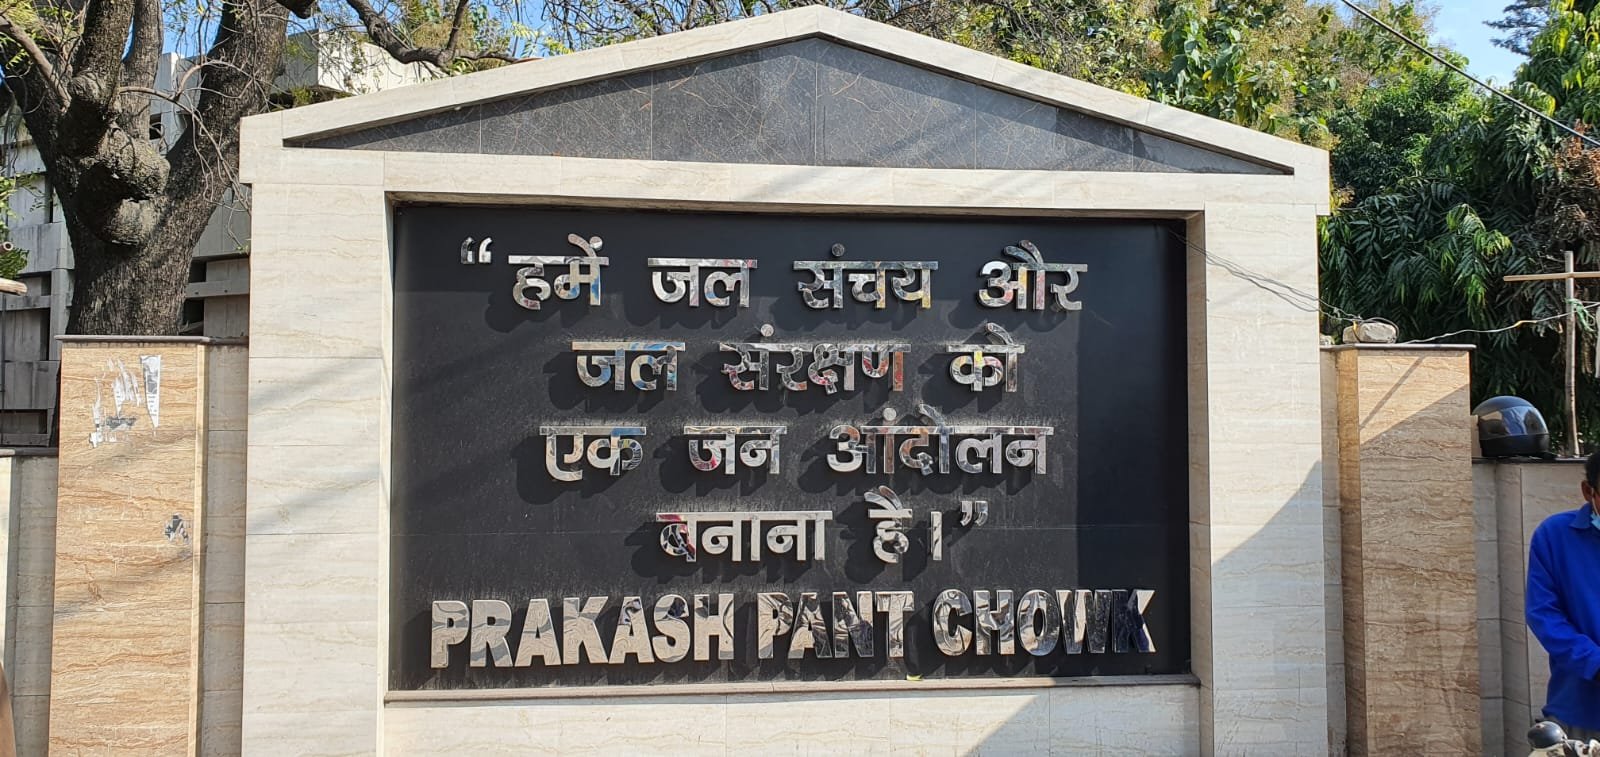 “हमें जल संचय और
जल संरक्षण को
एक जन आंदोलन
बनाना है।”
PRAKASH PANT CHOWK